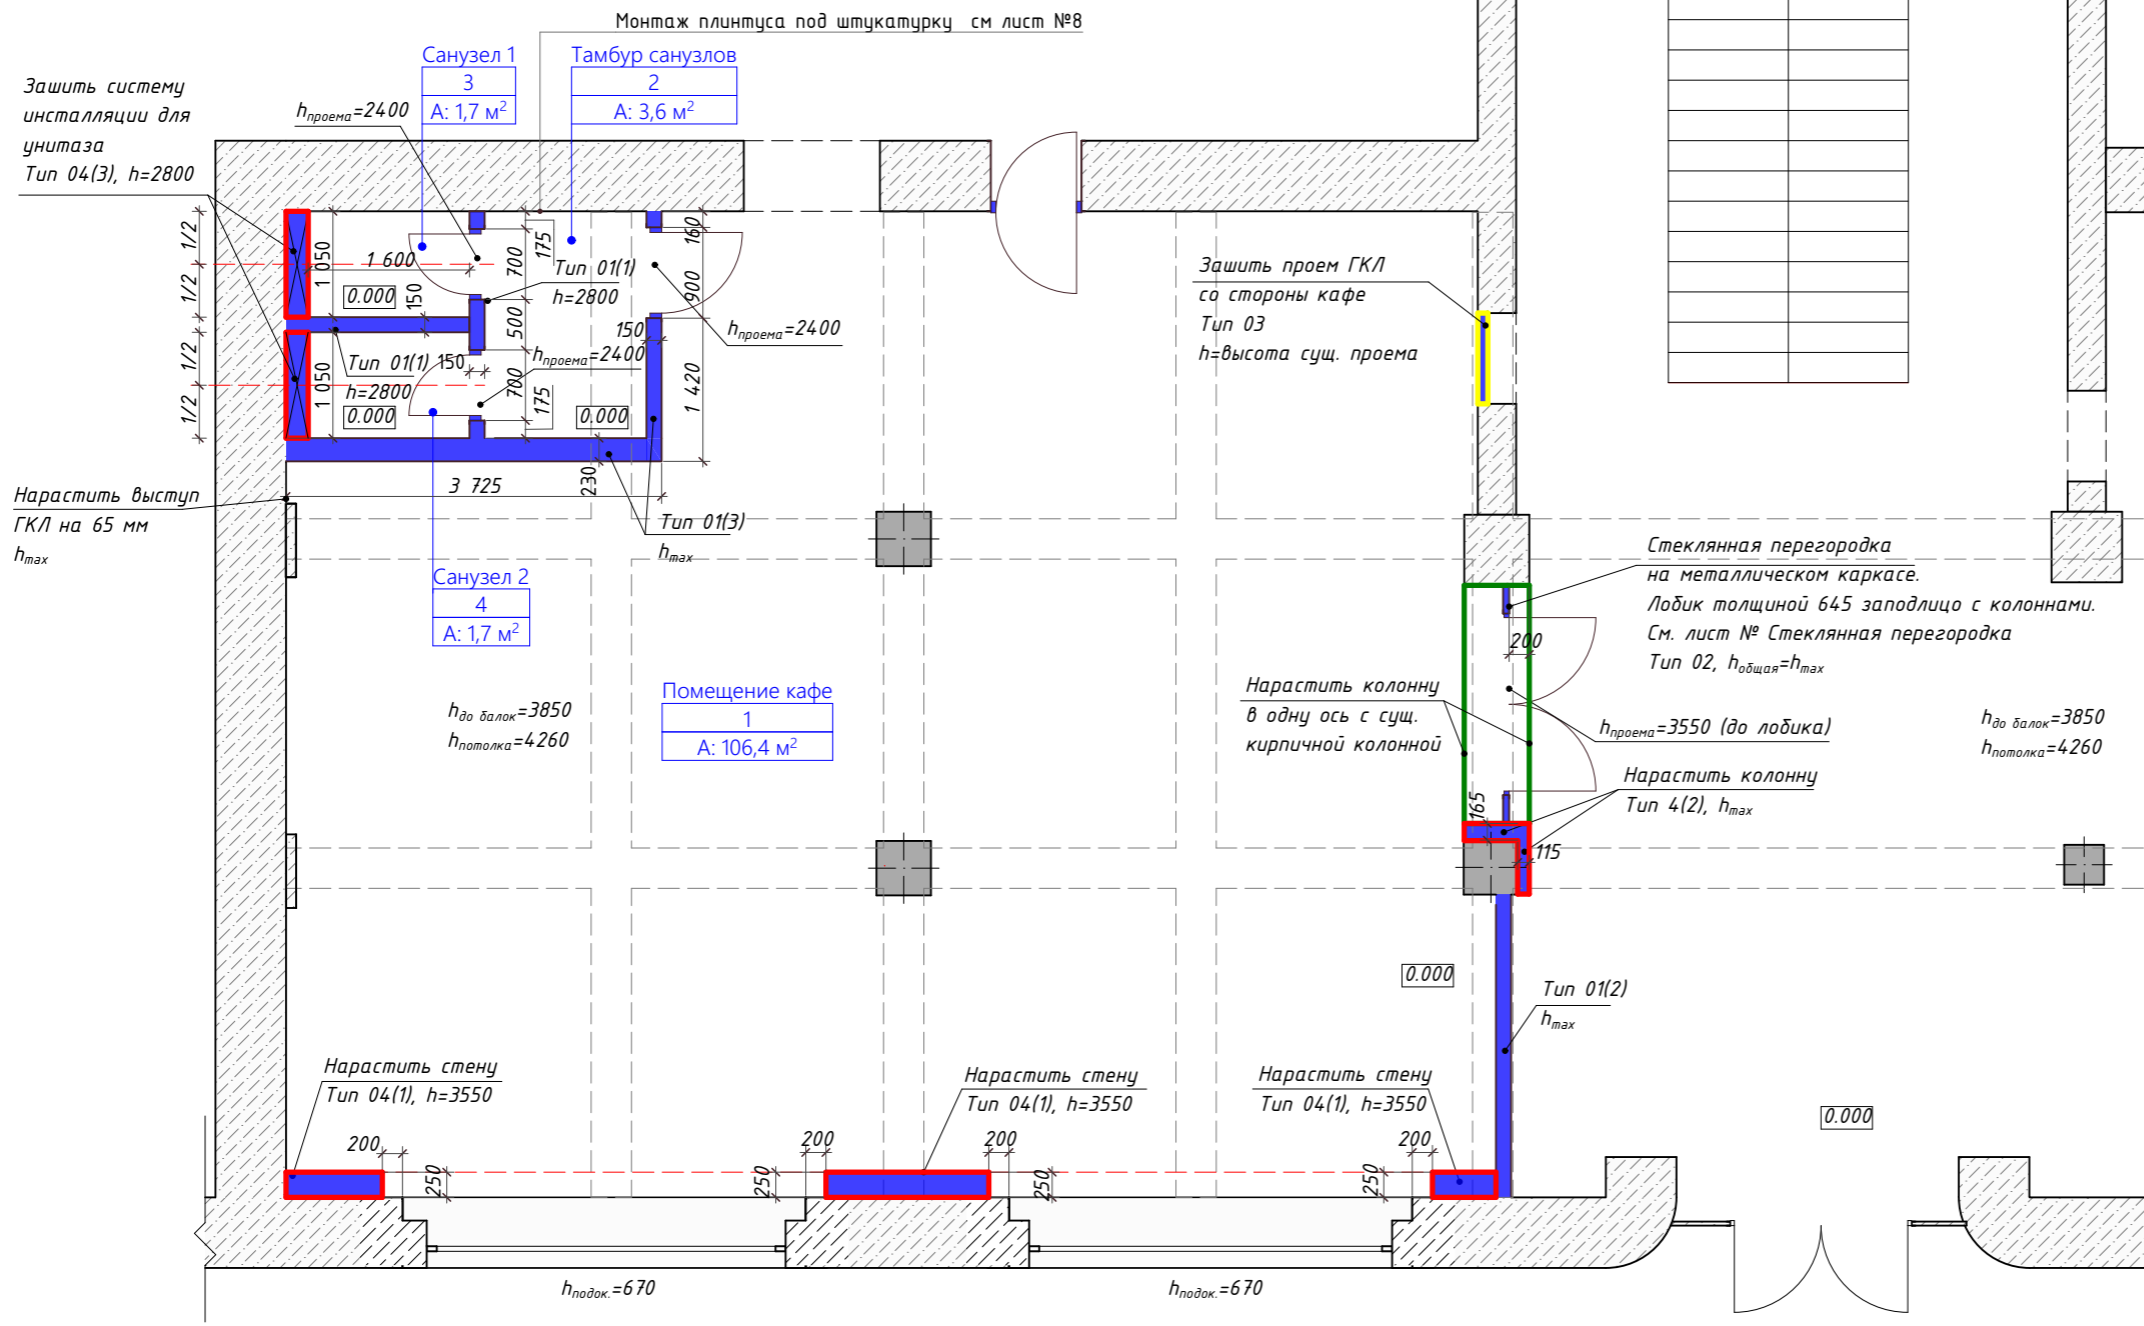 Монтаж плинтуса под штукатурку см лист №8
Санузел 1
3
А: 1,7 м²
Тамбур санузлов
2
А: 3,6 м²
Зашить систему
инсталляции для
унитаза
Тип 04(3), h=2800
hпроема=2400
1/2
1/2
1/2
1/2
1 050
1 600
0.000
150
700
175
Тип 01(1)
h=2800
160
900
500
150
hпроема=2400
hпроема=2400
Тип 01(1)
h=2800
150
1 050
0.000
700
175
0.000
1 420
3 725
230
Тип 01(3)
hmax
Нарастить выступ
ГКЛ на 65 мм
hmax
Санузел 2
4
А: 1,7 м²
Зашить проем ГКЛ
со стороны кафе
Тип 03
h=высота сущ. проема
Стеклянная перегородка
на металлическом каркасе.
Лобик толщиной 645 заподлицо с колоннами.
См. лист № Стеклянная перегородка
Тип 02, hобщая=hmax
200
hдо балок=3850
hпотолка=4260
Помещение кафе
1
А: 106,4 м²
Нарастить колонну
в одну ось с сущ.
кирпичной колонной
hпроема=3550 (до лобика)
hдо балок=3850
hпотолка=4260
Нарастить колонну
Тип 4(2), hmax
165
115
0.000
Тип 01(2)
hmax
0.000
Нарастить стену
Тип 04(1), h=3550
Нарастить стену
Тип 04(1), h=3550
Нарастить стену
Тип 04(1), h=3550
200
250
200
250
200
250
200
250
hподок.=670
hподок.=670